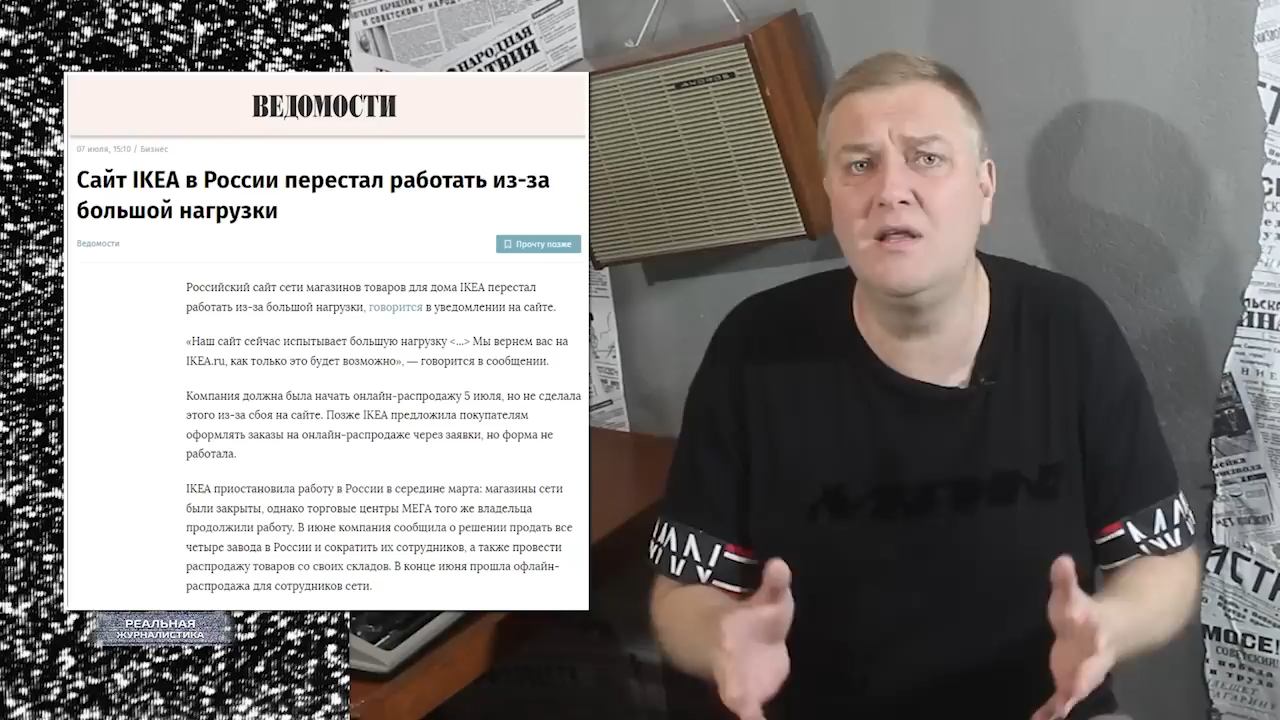 И СОВЕТСКОМУ НАРОДУ
НАРОДНАЯ
ВЕДОМОСТИ
07 июля, 15:10 / Бизнес
Сайт IKEA в России перестал работать из-за
большой нагрузки
Ведомости
Прочту позже
Российский сайт сети магазинов товаров для дома IKEA перестал
работать из-за большой нагрузки, говорится в уведомлении на сайте.
«Наш сайт сейчас испытывает большую нагрузку <...> Мы вернем вас на
IKEA.ru, как только это будет возможно», — говорится в сообщении.
Компания должна была начать онлайн-распродажу 5 июля, но не сделала
этого из-за сбоя на сайте. Позже IKEA предложила покупателям
оформлять заказы на онлайн-распродаже через заявки, но форма не
работала.
IKEA приостановила работу в России в середине марта: магазины сети
были закрыты, однако торговые центры МЕГА того же владельца
продолжили работу. В июне компания сообщила о решении продать все
четыре завода в России и сократить их сотрудников, а также провести
распродажу товаров со своих складов. В конце июня прошла офлайн-
распродажа для сотрудников сети.
РЕАЛЬНАЯ
ЖУРНАЛИСТИКА